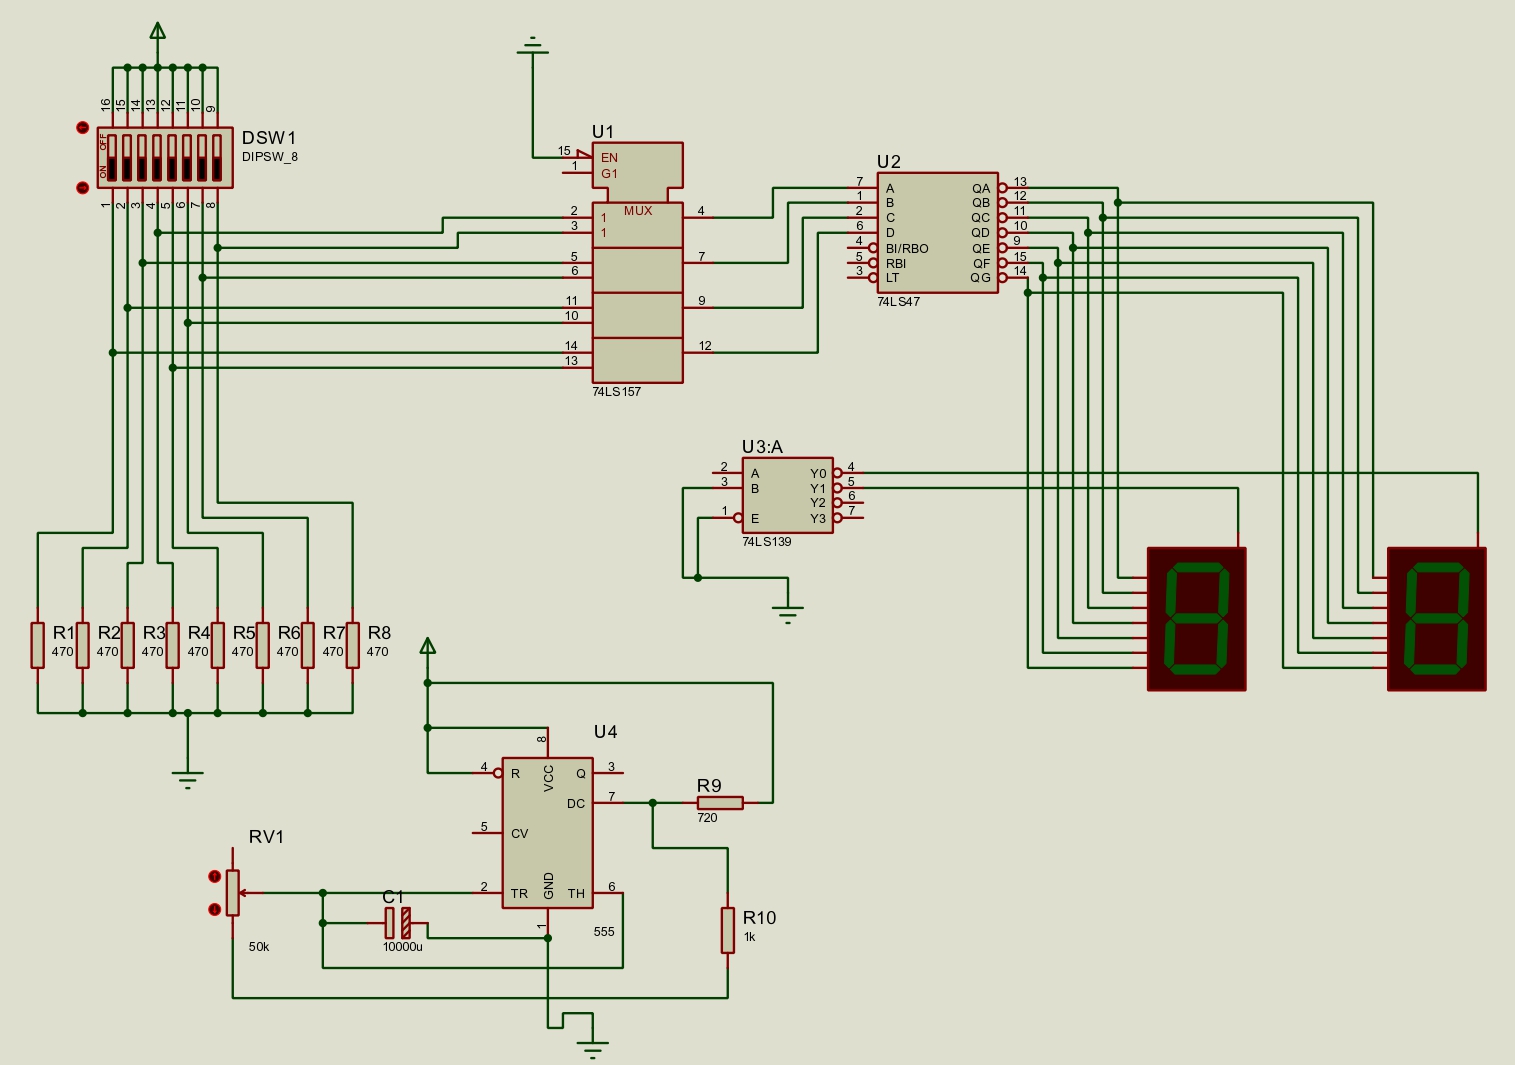 16 15 14 13 12 11 10 9
OFF
ON
DSW1
DIPSW_8
1 2 3 4 5 6 7 8
U1
15 EN
1 G1
MUX
2 1 4
3 1
5 7
6
11 9
10
14 12
13
74LS157
U2
7 A QA 13
1 B QB 12
2 C QC 11
6 D QD 10
4 BI/RBO QE 9
5 RBI QF 15
3 LT QG 14
74LS47
U3:A
2 A Y0 4
3 B Y1 5
Y2 6
1 E Y3 7
74LS139
R1 R2 R3 R4 R5 R6 R7 R8
470 470 470 470 470 470 470 470
U4
8
4 R VCC Q 3
DC 7
5 CV
2 TR GND TH 6
1
555
R9
720
RV1
50k
C1
10000u
R10
1k